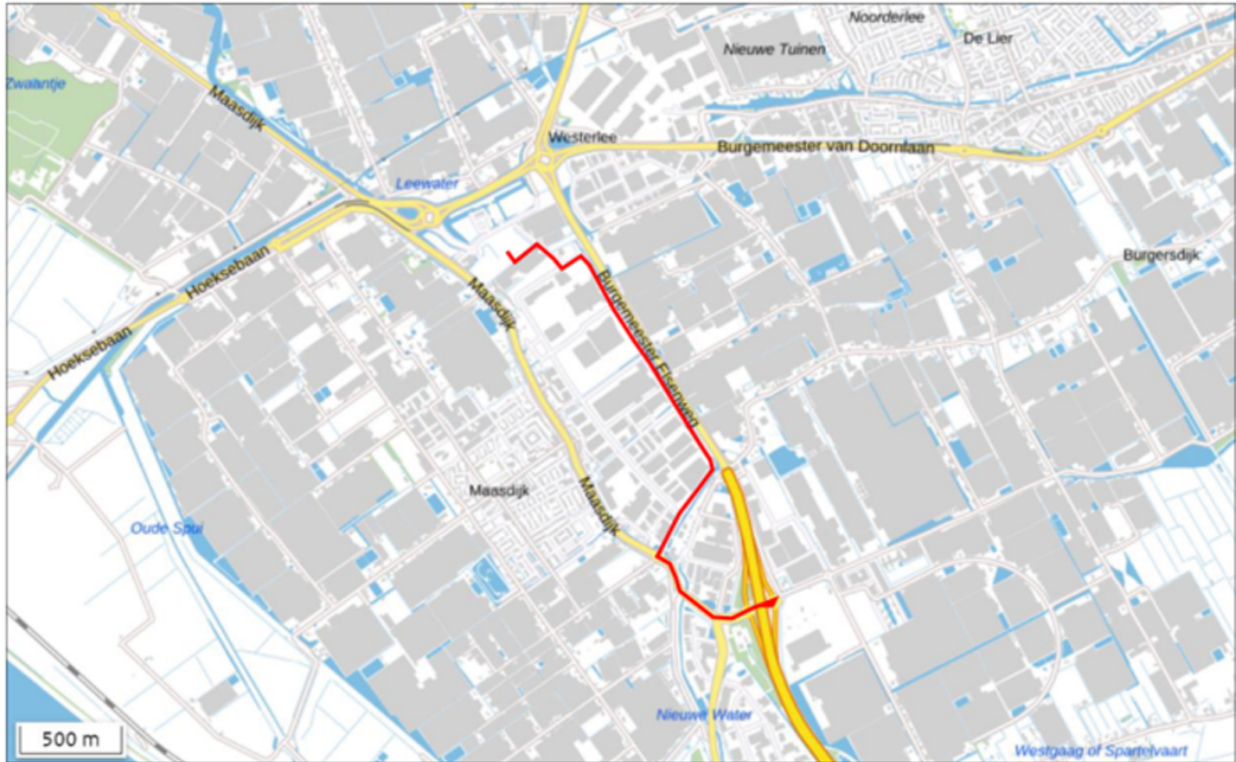 Noorderlee
De Lier
Nieuwe Tuinen
Zwaantje
Maasdijk
Westerlee
Burgemeester van Doornlaan
Leewater
Burgersdijk
Hoeksebaan
Maasdijk
Burgemeester Elsenweg
Hoeksebaan
Maasdijk
Maasdijk
Oude Spui
Nieuwe Water
500 m
Westgaag of Spartelvaart